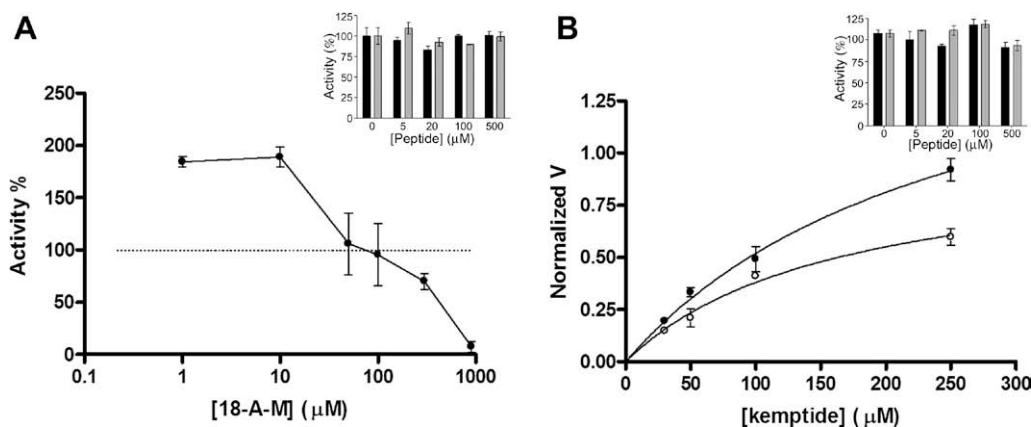 A
Activity (%)
125
100
75
50
25
0
0 5 20 100 500
[Peptide] (µM)
Activity %
250
200
150
100
50
0
0.1 1 10 100 1000
[18-A-M] (µM)
B
Activity (%)
125
100
75
50
25
0
0 5 20 100 500
[Peptide] (µM)
Normalized V
1.25
1.00
0.75
0.50
0.25
0.00
0 50 100 150 200 250 300
[kemptide] (µM)